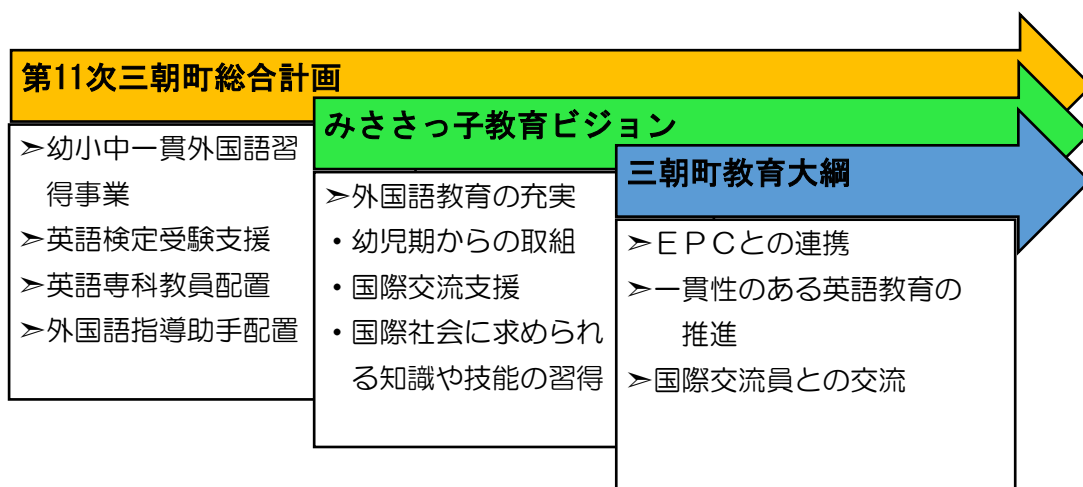 第11次三朝町総合計画
➣幼小中一貫外国語習
得事業
➣英語検定受験支援
➣英語専科教員配置
➣外国語指導助手配置
みささっ子教育ビジョン
➣外国語教育の充実
・幼児期からの取組
・国際交流支援
・国際社会に求められ
る知識や技能の習得
三朝町教育大綱
➣ＥＰＣとの連携
➣一貫性のある英語教育の
推進
➣国際交流員との交流